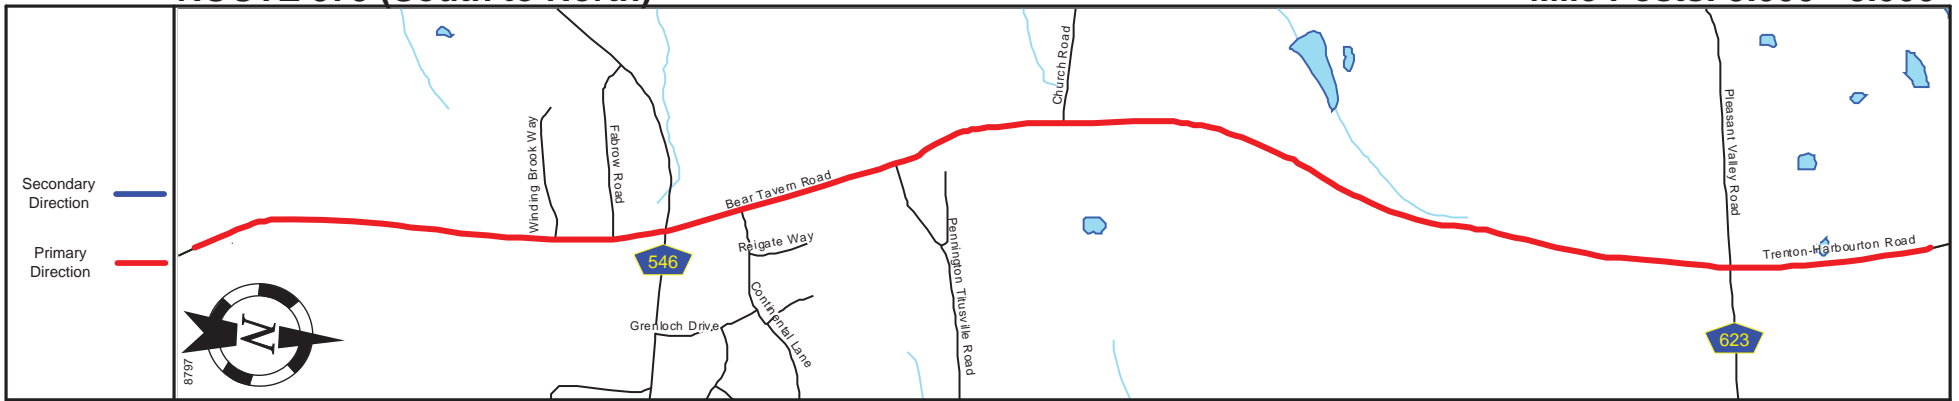 Secondary
Direction
Primary
Direction
8797
N
Winding Brook Way
Fabrow Road
546
Bear Tavern Road
Reigate Way
Continental Lane
Grenloch Drive
Pennington Titusville Road
Church Road
Pleasant Valley Road
Trenton-Harbourton Road
623